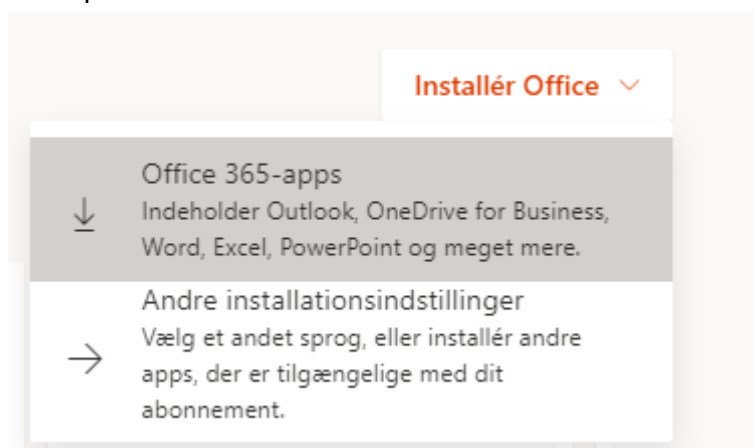 Installér Office
Office 365-apps
Indeholder Outlook, OneDrive for Business,
Word, Excel, PowerPoint og meget mere.
Andre installationsindstillinger
Vælg et andet sprog, eller installér andre
apps, der er tilgængelige med dit
abonnement.